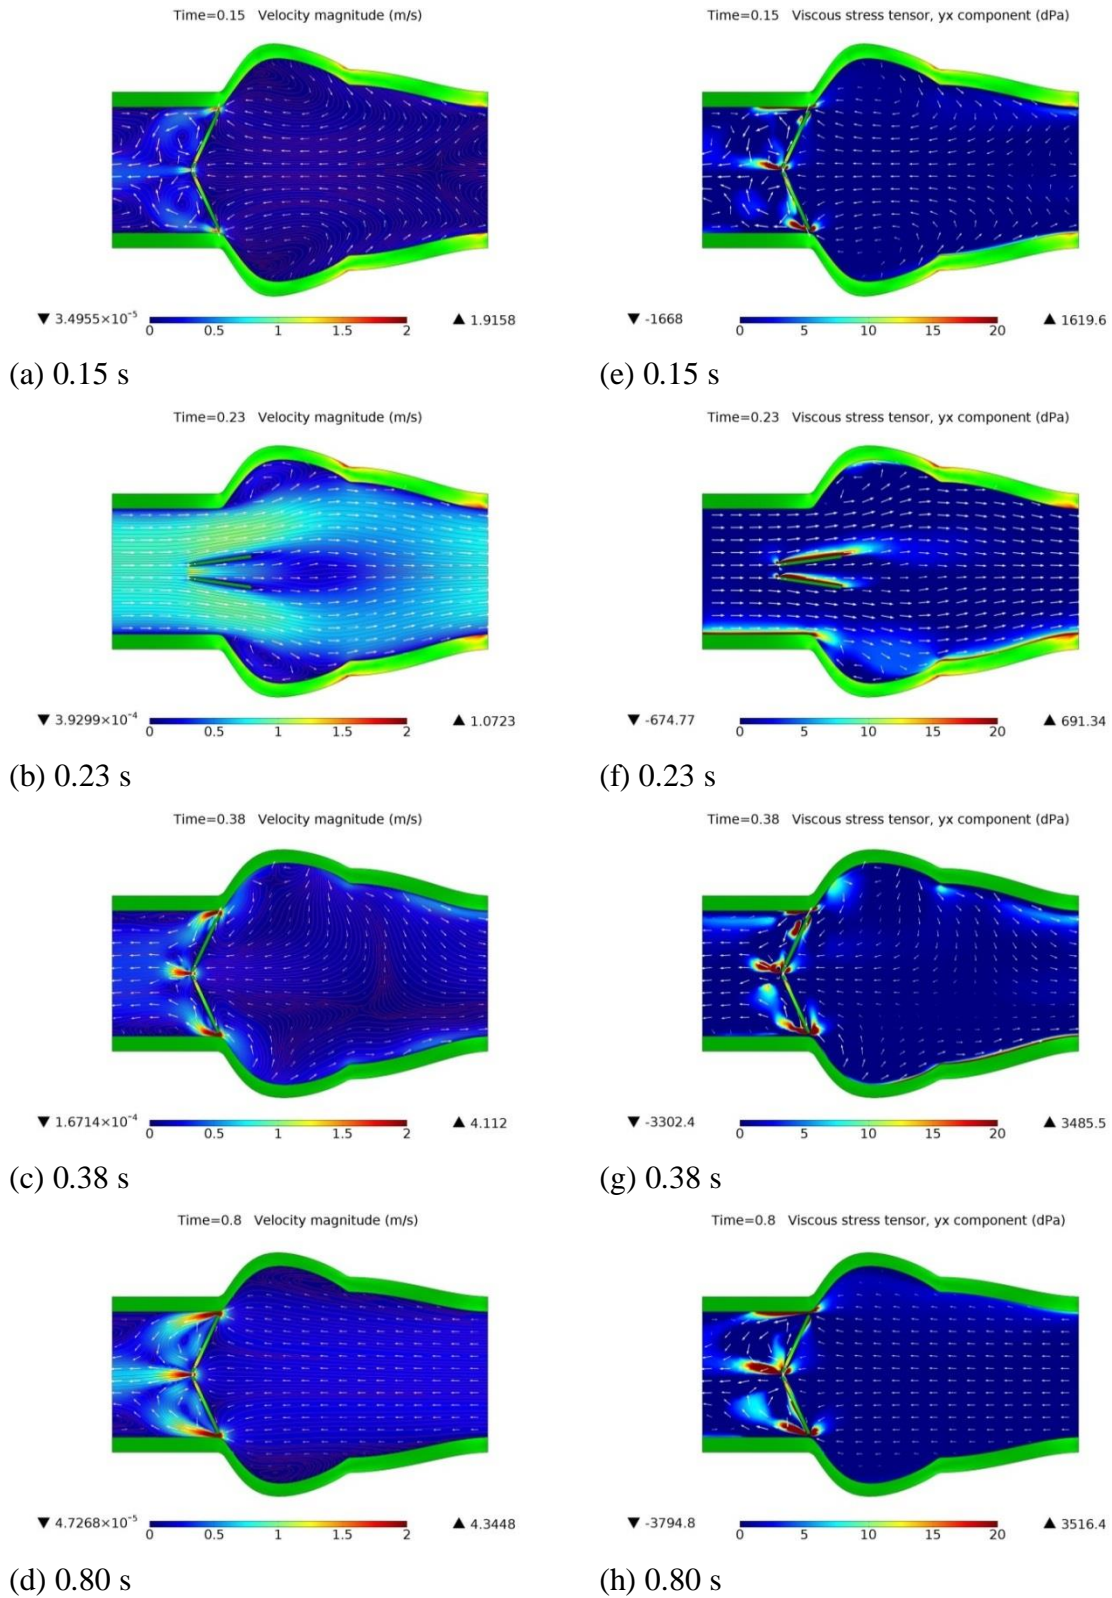 Time=0.15 Velocity magnitude (m/s)
Time=0.15 Viscous stress tensor, yx component (dPa)
▼ 3.4955×10⁻⁵ 0 0.5 1 1.5 2 ▲ 1.9158
▼ -1668 0 5 10 15 20 ▲ 1619.6
(a) 0.15 s
(e) 0.15 s
Time=0.23 Velocity magnitude (m/s)
Time=0.23 Viscous stress tensor, yx component (dPa)
▼ 3.9299×10⁻⁴ 0 0.5 1 1.5 2 ▲ 1.0723
▼ -674.77 0 5 10 15 20 ▲ 691.34
(b) 0.23 s
(f) 0.23 s
Time=0.38 Velocity magnitude (m/s)
Time=0.38 Viscous stress tensor, yx component (dPa)
▼ 1.6714×10⁻⁴ 0 0.5 1 1.5 2 ▲ 4.112
▼ -3302.4 0 5 10 15 20 ▲ 3485.5
(c) 0.38 s
(g) 0.38 s
Time=0.8 Velocity magnitude (m/s)
Time=0.8 Viscous stress tensor, yx component (dPa)
▼ 4.7268×10⁻⁵ 0 0.5 1 1.5 2 ▲ 4.3448
▼ -3794.8 0 5 10 15 20 ▲ 3516.4
(d) 0.80 s
(h) 0.80 s